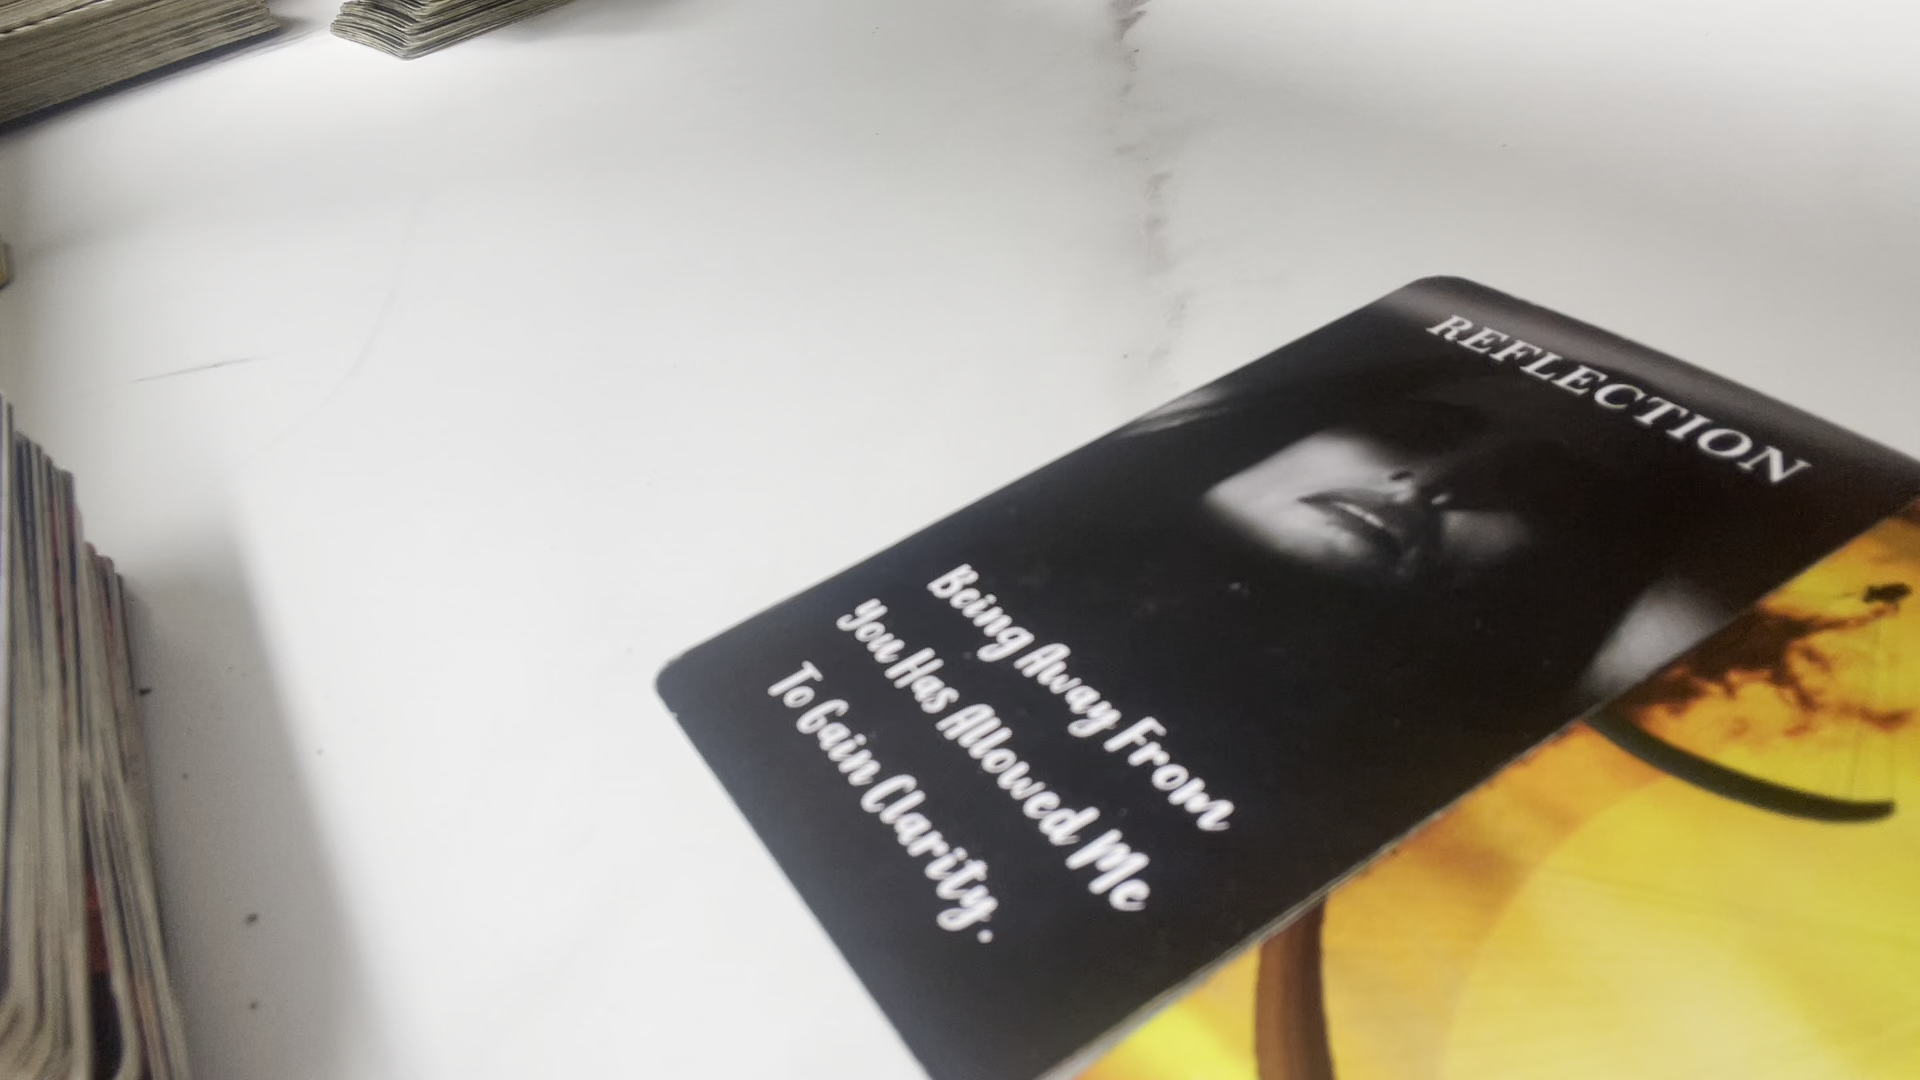 REFLECTION
Being Away From
You Has Allowed Me
To Gain Clarity.